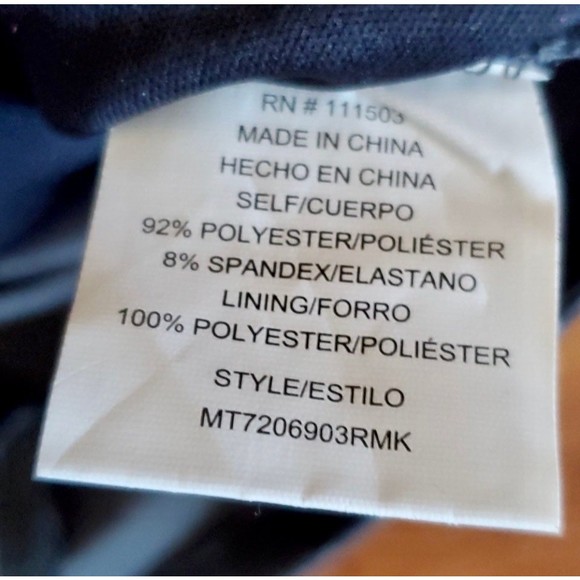 RN # 111503
MADE IN CHINA
HECHO EN CHINA
SELF/CUERPO
92% POLYESTER/POLIÉSTER
8% SPANDEX/ELASTANO
LINING/FORRO
100% POLYESTER/POLIÉSTER
STYLE/ESTILO
MT7206903RMK